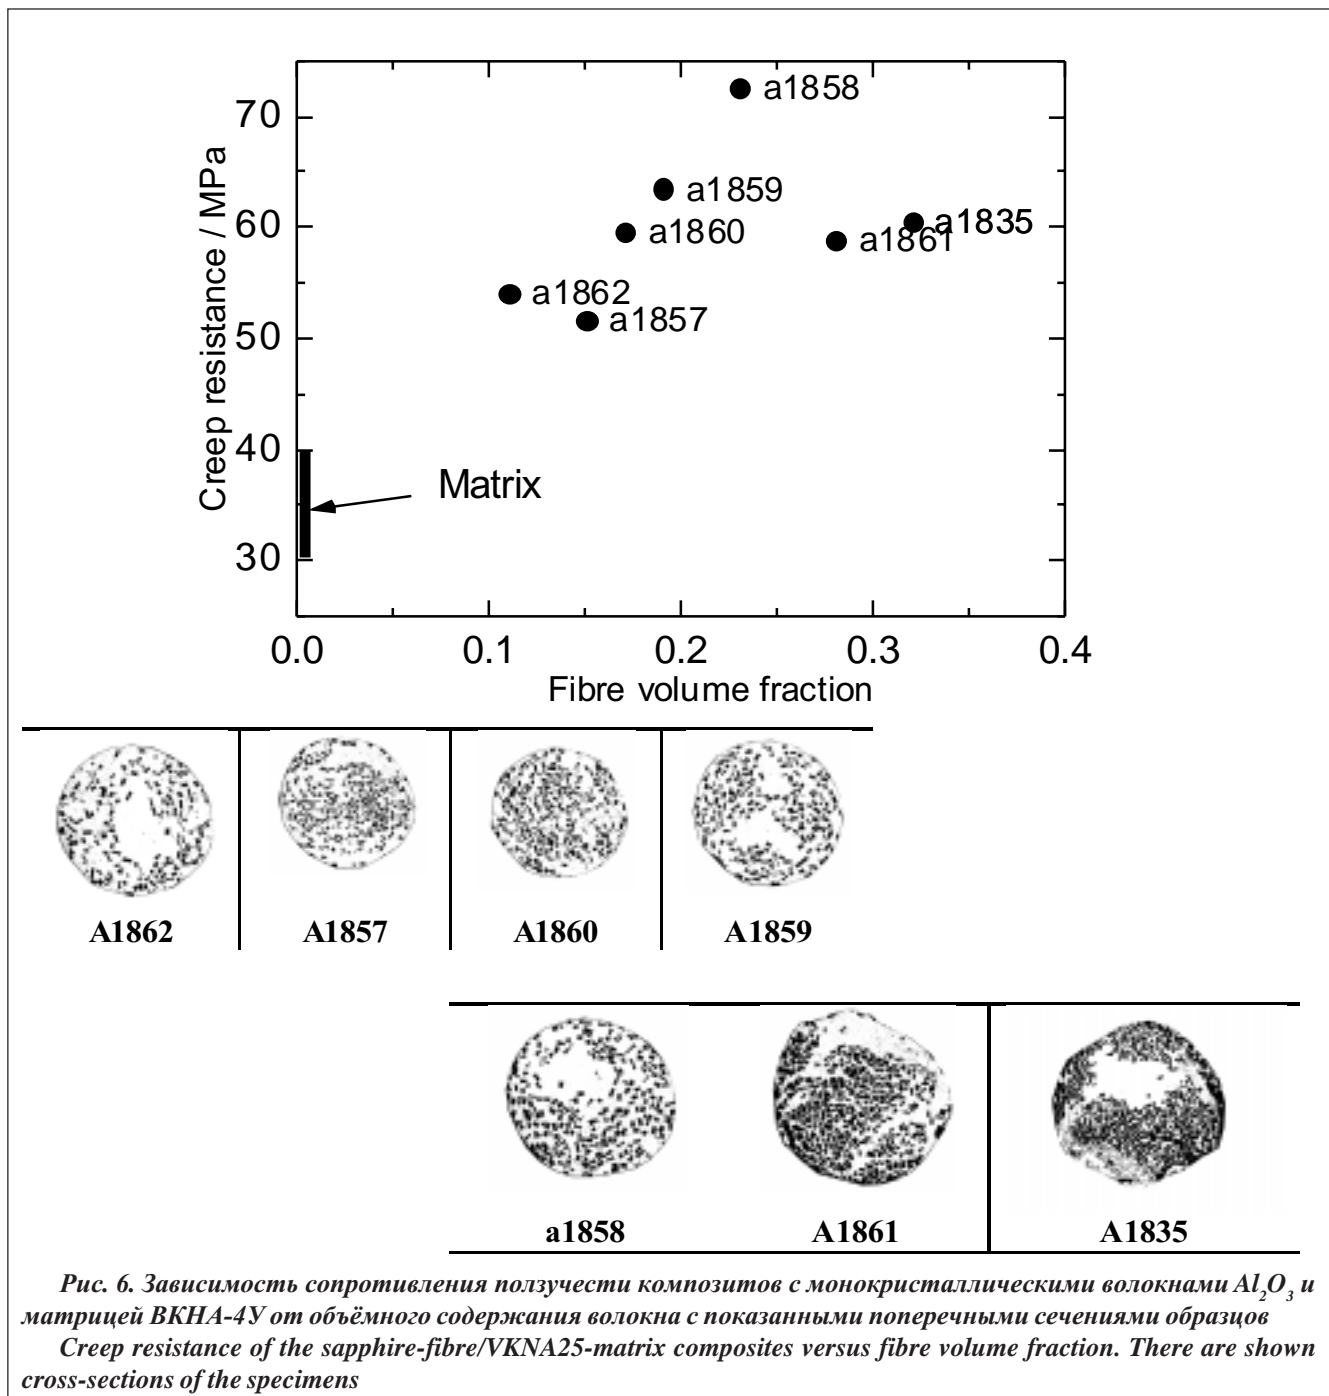 70
60
50
40
30
Creep resistance / MPa
a1858
a1859
a1860
a1835
a1861
a1862
a1857
Matrix
0.0 0.1 0.2 0.3 0.4
Fibre volume fraction
A1862 A1857 A1860 A1859
a1858 A1861 A1835
Рис. 6. Зависимость сопротивления ползучести композитов с монокристаллическими волокнами Al₂O₃ и
матрицей ВКНА-4У от объёмного содержания волокна с показанными поперечными сечениями образцов
Creep resistance of the sapphire-fibre/VKNA25-matrix composites versus fibre volume fraction. There are shown
cross-sections of the specimens